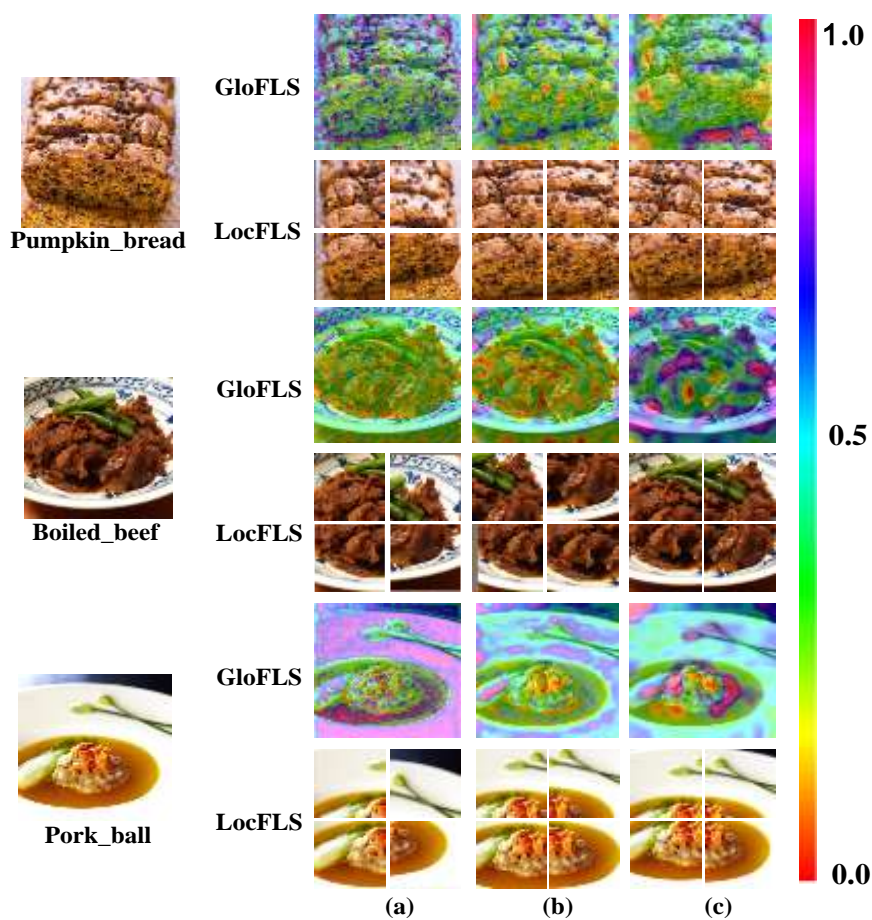 1.0
GloFLS
LocFLS
Pumpkin_bread
GloFLS
0.5
LocFLS
Boiled_beef
GloFLS
LocFLS
Pork_ball
0.0
(a)
(b)
(c)